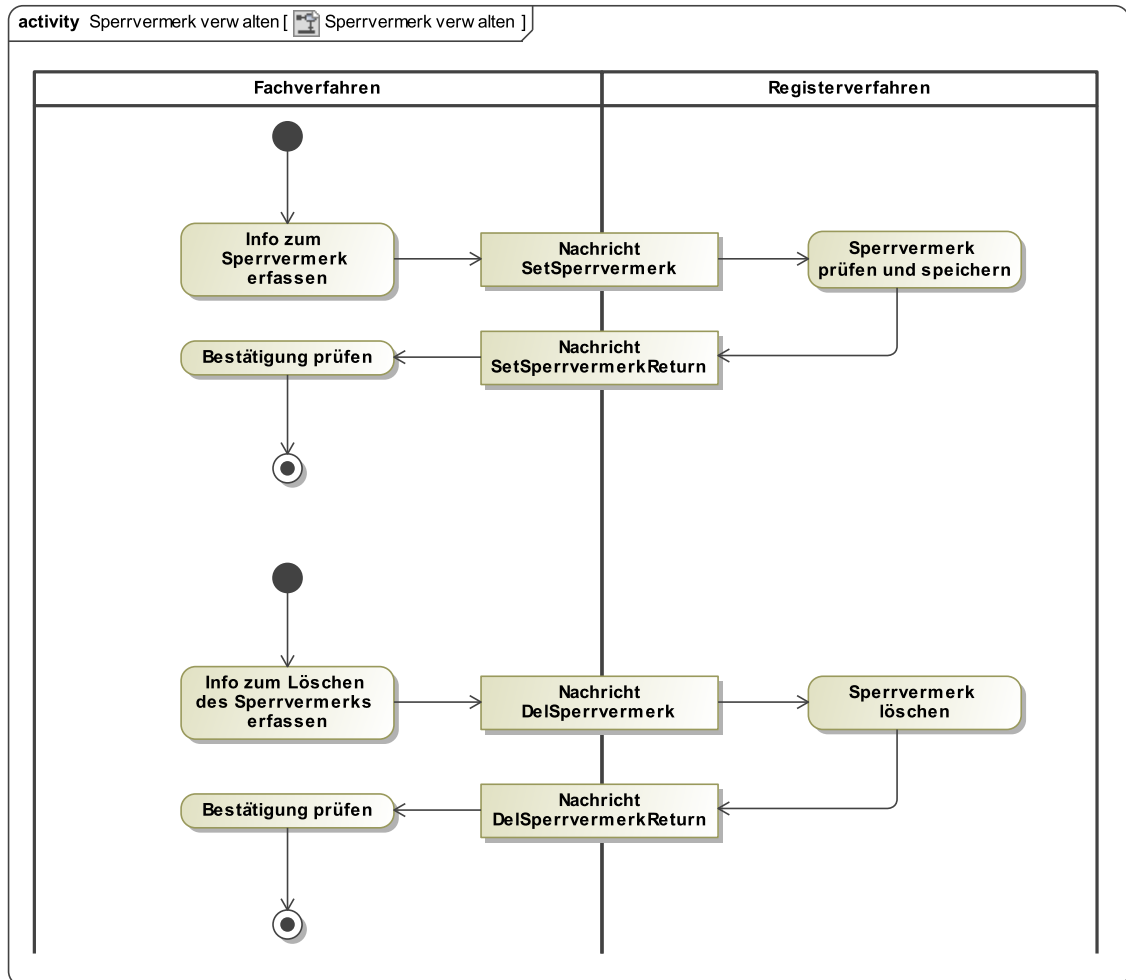 activity Sperrvermerk verwalten [ Sperrvermerk verwalten ]
Fachverfahren
Registerverfahren
Info zum
Sperrvermerk
erfassen
Nachricht
SetSperrvermerk
Sperrvermerk
prüfen und speichern
Bestätigung prüfen
Nachricht
SetSperrvermerkReturn
Info zum Löschen
des Sperrvermerks
erfassen
Nachricht
DelSperrvermerk
Sperrvermerk
löschen
Bestätigung prüfen
Nachricht
DelSperrvermerkReturn